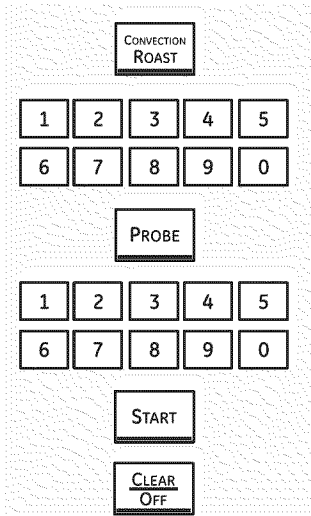 CONVECTION
ROAST
1 2 3 4 5
6 7 8 9 0
PROBE
1 2 3 4 5
6 7 8 9 0
START
CLEAR
OFF